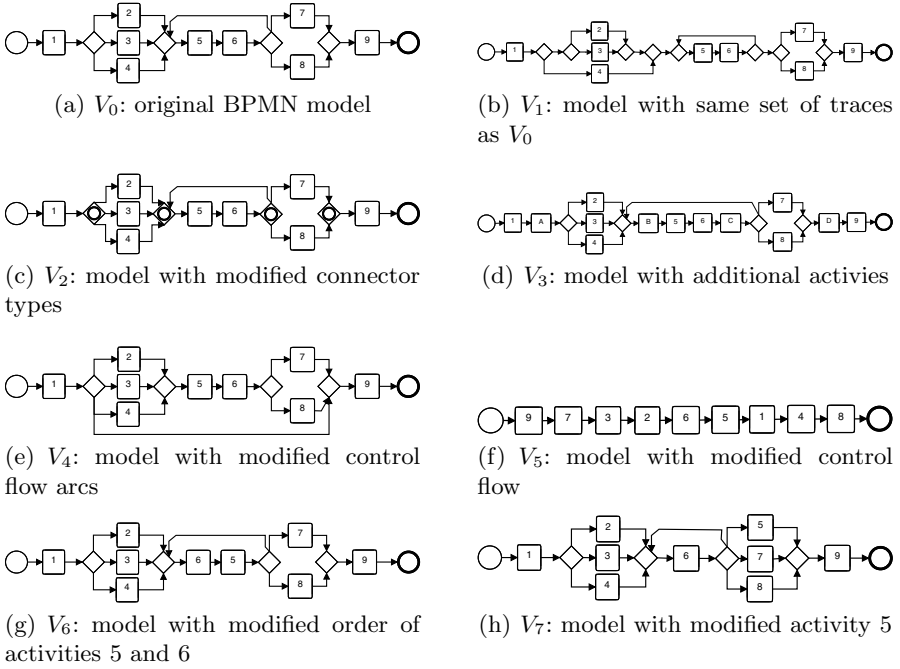 1 2 3 4 5 6 7 8 9
(a) V0: original BPMN model
1 2 3 4 5 6 7 8 9
(b) V1: model with same set of traces
as V0
1 2 3 4 5 6 7 8 9
(c) V2: model with modified connector
types
1 A 2 3 4 B 5 6 C 7 8 D 9
(d) V3: model with additional activies
1 2 3 4 5 6 7 8 9
(e) V4: model with modified control
flow arcs
9 7 3 2 6 5 1 4 8
(f) V5: model with modified control
flow
1 2 3 4 6 5 7 8 9
(g) V6: model with modified order of
activities 5 and 6
1 2 3 4 6 5 7 8 9
(h) V7: model with modified activity 5